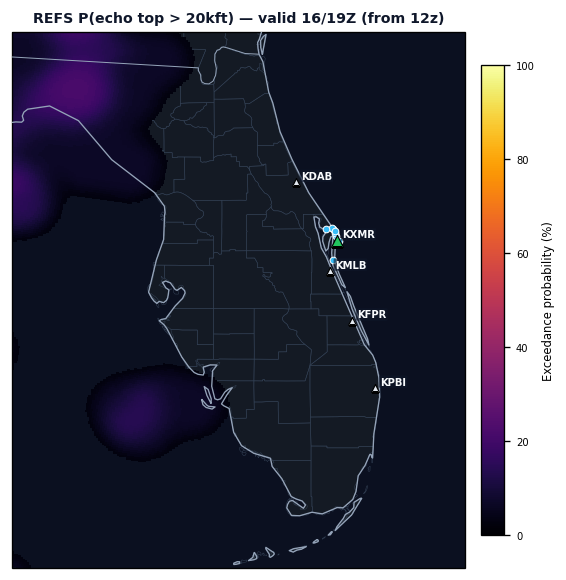 REFS P(echo top > 20kft) — valid 16/19Z (from 12z)
KDAB
KXMR
KMLB
KFPR
KPBI
100
80
60
40
20
0
Exceedance probability (%)